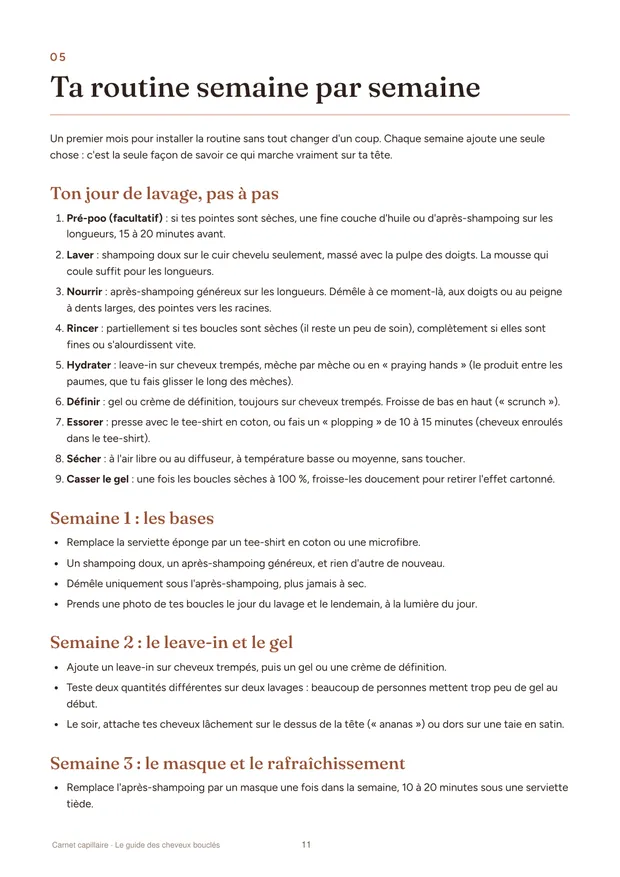 05
Ta routine semaine par semaine
Un premier mois pour installer la routine sans tout changer d'un coup. Chaque semaine ajoute une seule
chose : c'est la seule façon de savoir ce qui marche vraiment sur ta tête.
Ton jour de lavage, pas à pas
1. Pré-poo (facultatif) : si tes pointes sont sèches, une fine couche d'huile ou d'après-shampoing sur les
longueurs, 15 à 20 minutes avant.
2. Laver : shampoing doux sur le cuir chevelu seulement, massé avec la pulpe des doigts. La mousse qui
coule suffit pour les longueurs.
3. Nourrir : après-shampoing généreux sur les longueurs. Démêle à ce moment-là, aux doigts ou au peigne
à dents larges, des pointes vers les racines.
4. Rincer : partiellement si tes boucles sont sèches (il reste un peu de soin), complètement si elles sont
fines ou s'alourdissent vite.
5. Hydrater : leave-in sur cheveux trempés, mèche par mèche ou en « praying hands » (le produit entre les
paumes, que tu fais glisser le long des mèches).
6. Définir : gel ou crème de définition, toujours sur cheveux trempés. Froisse de bas en haut (« scrunch »).
7. Essorer : presse avec le tee-shirt en coton, ou fais un « plopping » de 10 à 15 minutes (cheveux enroulés
dans le tee-shirt).
8. Sécher : à l'air libre ou au diffuseur, à température basse ou moyenne, sans toucher.
9. Casser le gel : une fois les boucles sèches à 100 %, froisse-les doucement pour retirer l'effet cartonné.
Semaine 1 : les bases
• Remplace la serviette éponge par un tee-shirt en coton ou une microfibre.
• Un shampoing doux, un après-shampoing généreux, et rien d'autre de nouveau.
• Démêle uniquement sous l'après-shampoing, plus jamais à sec.
• Prends une photo de tes boucles le jour du lavage et le lendemain, à la lumière du jour.
Semaine 2 : le leave-in et le gel
• Ajoute un leave-in sur cheveux trempés, puis un gel ou une crème de définition.
• Teste deux quantités différentes sur deux lavages : beaucoup de personnes mettent trop peu de gel au
début.
• Le soir, attache tes cheveux lâchement sur le dessus de la tête (« ananas ») ou dors sur une taie en satin.
Semaine 3 : le masque et le rafraîchissement
• Remplace l'après-shampoing par un masque une fois dans la semaine, 10 à 20 minutes sous une serviette
tiède.
Carnet capillaire · Le guide des cheveux bouclés
11